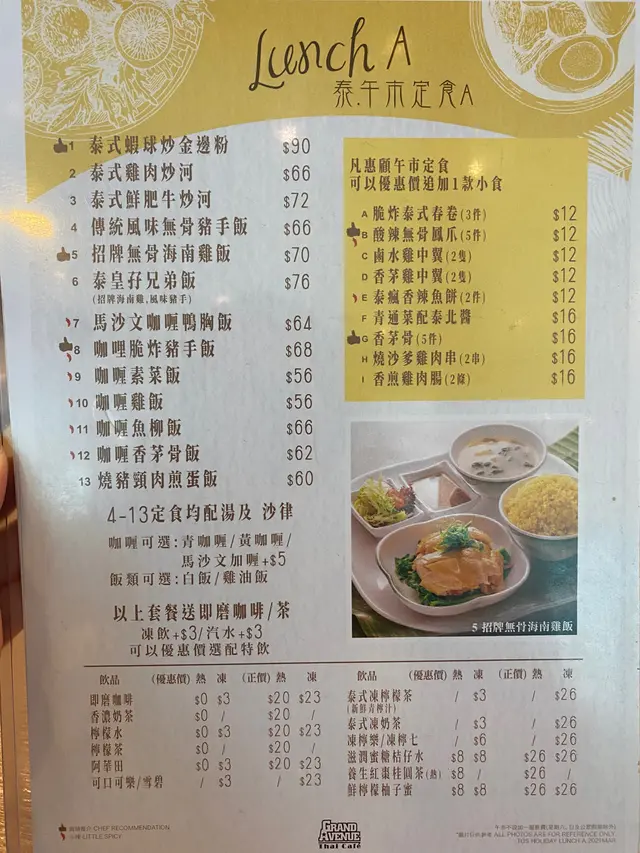 Lunch A
泰.午市定食A
1 泰式蝦球炒金邊粉 $90
2 泰式雞肉炒河 $66
3 泰式鮮肥牛炒河 $72
4 傳統風味無骨豬手飯 $66
5 招牌無骨海南雞飯 $70
6 泰皇孖兄弟飯 $76
(招牌海南雞,風味豬手)
7 馬沙文咖喱鴨胸飯 $64
8 咖哩脆炸豬手飯 $68
9 咖喱素菜飯 $56
10 咖喱雞飯 $56
11 咖喱魚柳飯 $66
12 咖喱香茅骨飯 $62
13 燒豬頸肉煎蛋飯 $60
4-13定食均配湯及 沙律
咖喱可選:青咖喱/黃咖喱/
馬沙文加喱+$5
飯類可選:白飯/雞油飯
以上套餐送即磨咖啡/茶
凍飲+$3/汽水+$3
可以優惠價選配特飲
凡惠顧午市定食
可以優惠價追加1款小食
A 脆炸泰式春卷(3件) $12
B 酸辣無骨鳳爪(5件) $12
C 鹵水雞中翼(2隻) $12
D 香茅雞中翼(2隻) $12
E 泰瘋香辣魚餅(2件) $12
F 青通菜配泰北醬 $16
G 香茅骨(5件) $16
H 燒沙爹雞肉串(2串) $16
I 香煎雞肉腸(2條) $16
5 招牌無骨海南雞飯
飲品 (優惠價) 熱 凍 (正價) 熱 凍
即磨咖啡 $0 $3 $20 $23
香濃奶茶 $0 / $20 /
檸檬水 $0 $3 $20 $23
檸檬茶 $0 / $20 /
阿華田 $0 $3 $20 $23
可口可樂/雪碧 / $3 / $23
飲品 (優惠價) 熱 凍 (正價) 熱 凍
泰式凍檸檬茶 / $3 / $26
(新鮮青檸汁)
泰式凍奶茶 / $3 / $26
凍檸樂/凍檸七 / $6 / $26
滋潤蜜糖桔仔水 $8 $8 $26 $26
養生紅棗桂圓茶(熱) $8 / $26 /
鮮檸檬柚子蜜 $8 $8 $26 $26
CHEF RECOMMENDATION
小辣 LITTLE SPICY
GRAND AVENUE
Thai Café
ALL PHOTOS ARE FOR REFERENCE ONLY
TOS HOLIDAY LUNCH A 2021MAR